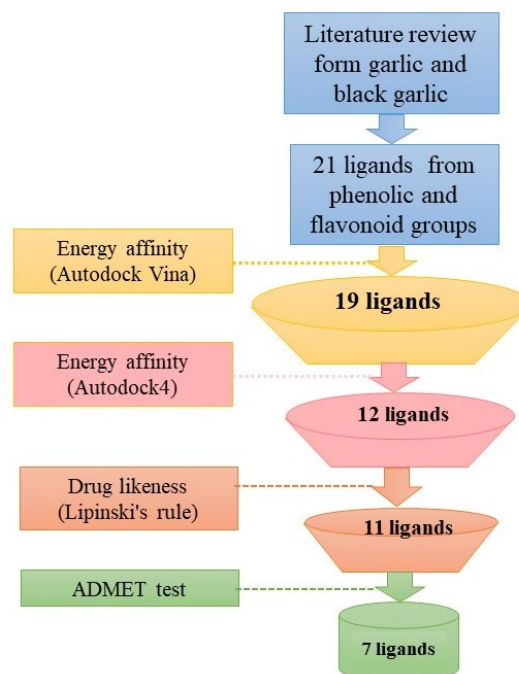 Literature review
form garlic and
black garlic
21 ligands from
phenolic and
flavonoid groups
Energy affinity
(Autodock Vina)
19 ligands
Energy affinity
(Autodock4)
12 ligands
Drug likeness
(Lipinski's rule)
11 ligands
ADMET test
7 ligands